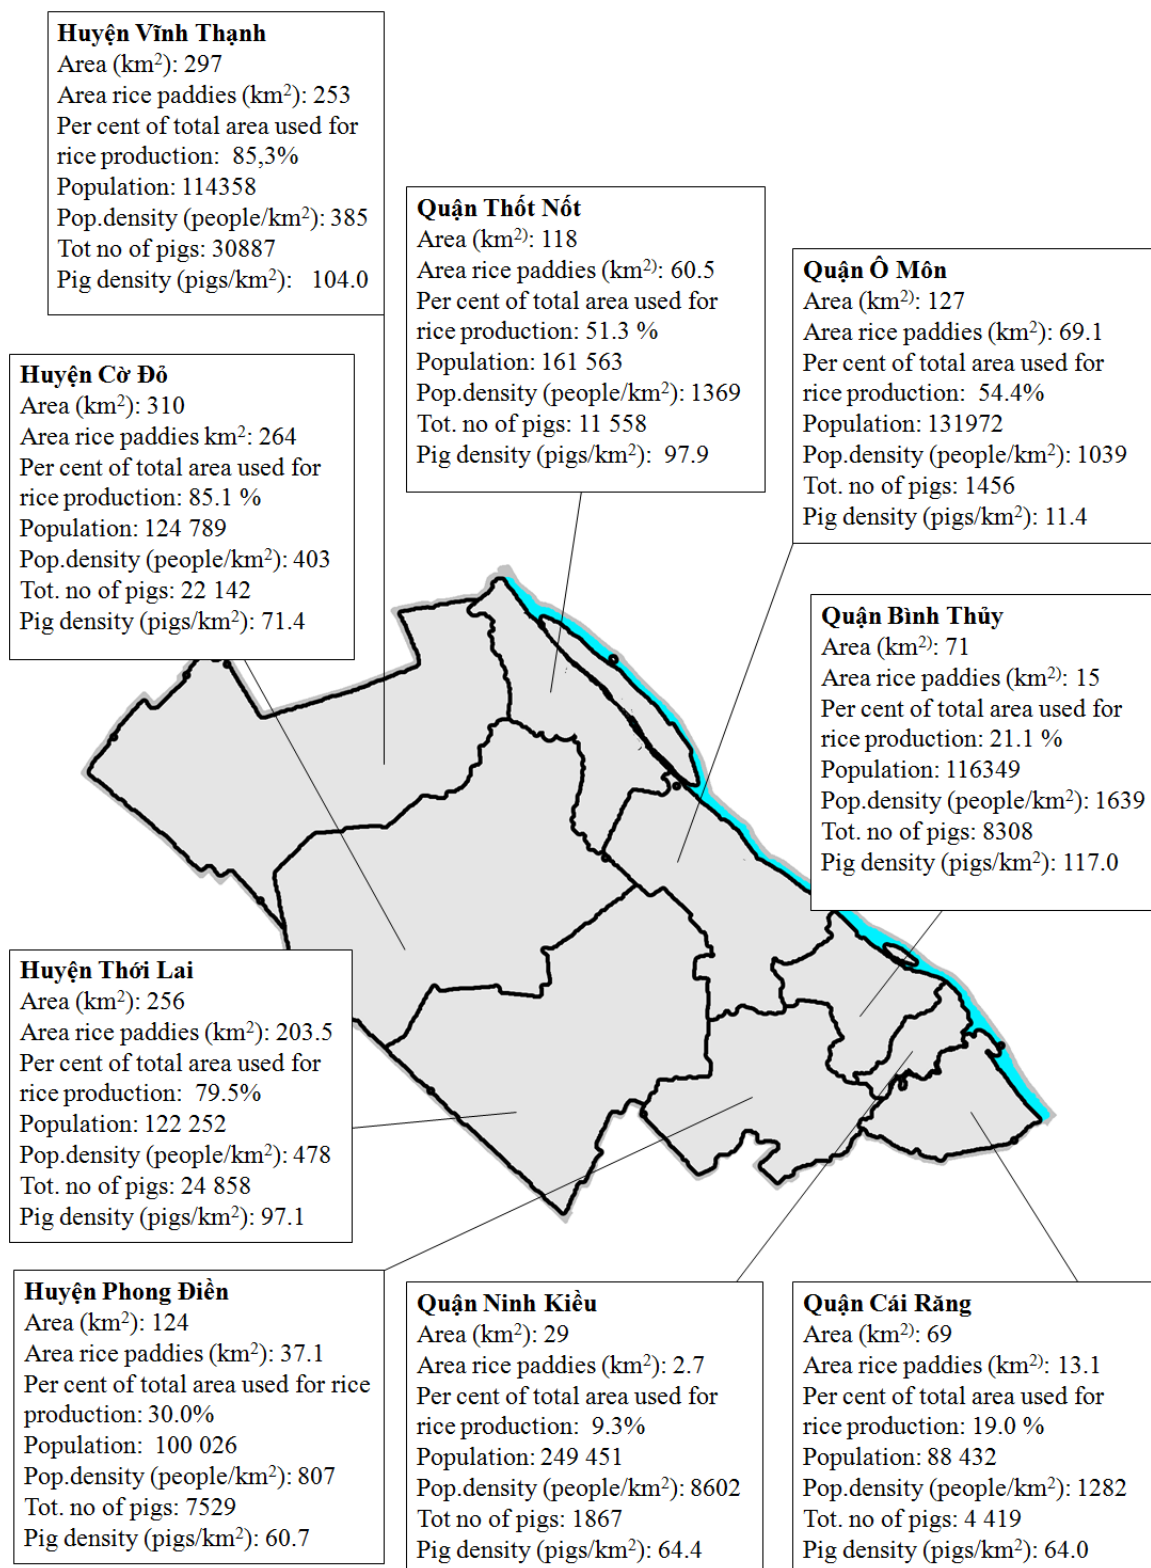 Huyện Vĩnh Thạnh
Area (km²): 297
Area rice paddies (km²): 253
Per cent of total area used for
rice production:  85,3%
Population: 114358
Pop.density (people/km²): 385
Tot no of pigs: 30887
Pig density (pigs/km²):   104.0
Quận Thốt Nốt
Area (km²⁾: 118
Area rice paddies (km²⁾: 60.5
Per cent of total area used for
rice production: 51.3 %
Population: 161 563
Pop.density (people/km²): 1369
Tot. no of pigs: 11 558
Pig density (pigs/km²):  97.9
Quận Ô Môn
Area (km²⁾: 127
Area rice paddies (km²⁾: 69.1
Per cent of total area used for
rice production:  54.4%
Population: 131972
Pop.density (people/km²): 1039
Tot. no of pigs: 1456
Pig density (pigs/km²): 11.4
Huyện Cờ Đỏ
Area (km²): 310
Area rice paddies km²: 264
Per cent of total area used for
rice production: 85.1 %
Population: 124 789
Pop.density (people/km²): 403
Tot. no of pigs: 22 142
Pig density (pigs/km²): 71.4
Quận Bình Thủy
Area (km²⁾: 71
Area rice paddies (km²⁾: 15
Per cent of total area used for
rice production: 21.1 %
Population: 116349
Pop.density (people/km²): 1639
Tot. no of pigs: 8308
Pig density (pigs/km²): 117.0
Huyện Thới Lai
Area (km²): 256
Area rice paddies (km²): 203.5
Per cent of total area used for
rice production:  79.5%
Population: 122 252
Pop.density (people/km²): 478
Tot. no of pigs: 24 858
Pig density (pigs/km²): 97.1
Huyện Phong Điền
Area (km²): 124
Area rice paddies (km²): 37.1
Per cent of total area used for rice
production: 30.0%
Population:  100 026
Pop.density (people/km²): 807
Tot. no of pigs: 7529
Pig density (pigs/km²): 60.7
Quận Ninh Kiều
Area (km²): 29
Area rice paddies (km²): 2.7
Per cent of total area used for
rice production:  9.3%
Population: 249 451
Pop.density (people/km²): 8602
Tot no of pigs: 1867
Pig density (pigs/km²): 64.4
Quận Cái Răng
Area (km²⁾: 69
Area rice paddies (km²⁾: 13.1
Per cent of total area used for
rice production: 19.0 %
Population: 88 432
Pop.density (people/km²): 1282
Tot. no of pigs: 4 419
Pig density (pigs/km²): 64.0